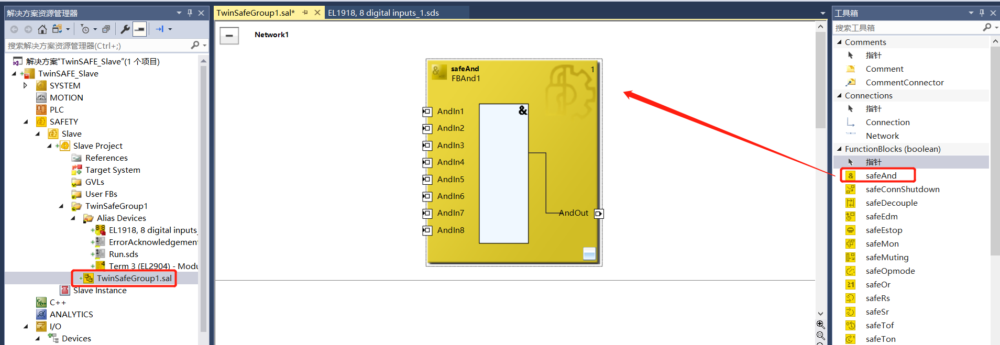 解决方案资源管理器
搜索解决方案资源管理器(Ctrl+;)
解决方案"TwinSAFE_Slave"(1 个项目)
TwinSAFE_Slave
SYSTEM
MOTION
PLC
SAFETY
Slave
Slave Project
References
Target System
GVLs
User FBs
TwinSafeGroup1
Alias Devices
EL1918, 8 digital inputs_
ErrorAcknowledgement
Run.sds
Term 3 (EL2904) - Modu
TwinSafeGroup1.sal
Slave Instance
C++
ANALYTICS
I/O
Devices
TwinSafeGroup1.sal*
EL1918, 8 digital inputs_1.sds
Network1
safeAnd
FBAnd1
1
&
AndIn1
AndIn2
AndIn3
AndIn4
AndIn5
AndIn6
AndIn7
AndIn8
AndOut
工具箱
搜索工具箱
Comments
指针
Comment
CommentConnector
Connections
指针
Connection
Network
FunctionBlocks (boolean)
指针
safeAnd
safeConnShutdown
safeDecouple
safeEdm
safeEstop
safeMon
safeMuting
safeOpmode
safeOr
safeRs
safeSr
safeTof
safeTon